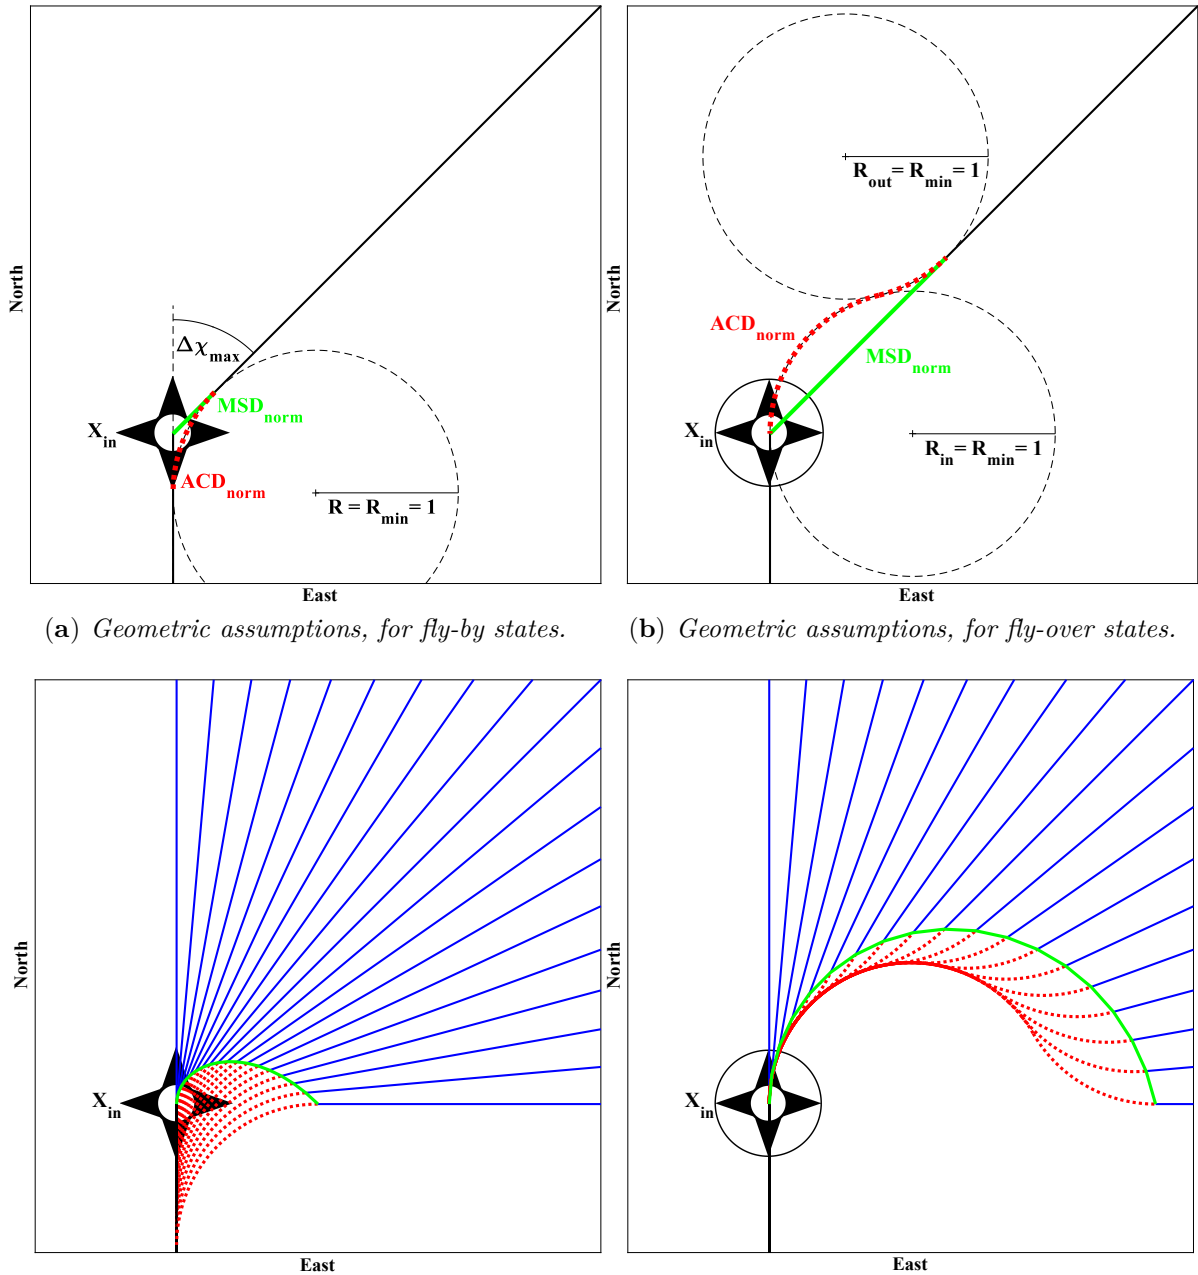 North
Δχmax
MSDnorm
Xin
ACDnorm
R = Rmin= 1
East
(a) Geometric assumptions, for fly-by states.
North
Rout= Rmin= 1
ACDnorm
MSDnorm
Xin
Rin= Rmin= 1
East
(b) Geometric assumptions, for fly-over states.
North
Xin
East
North
Xin
East